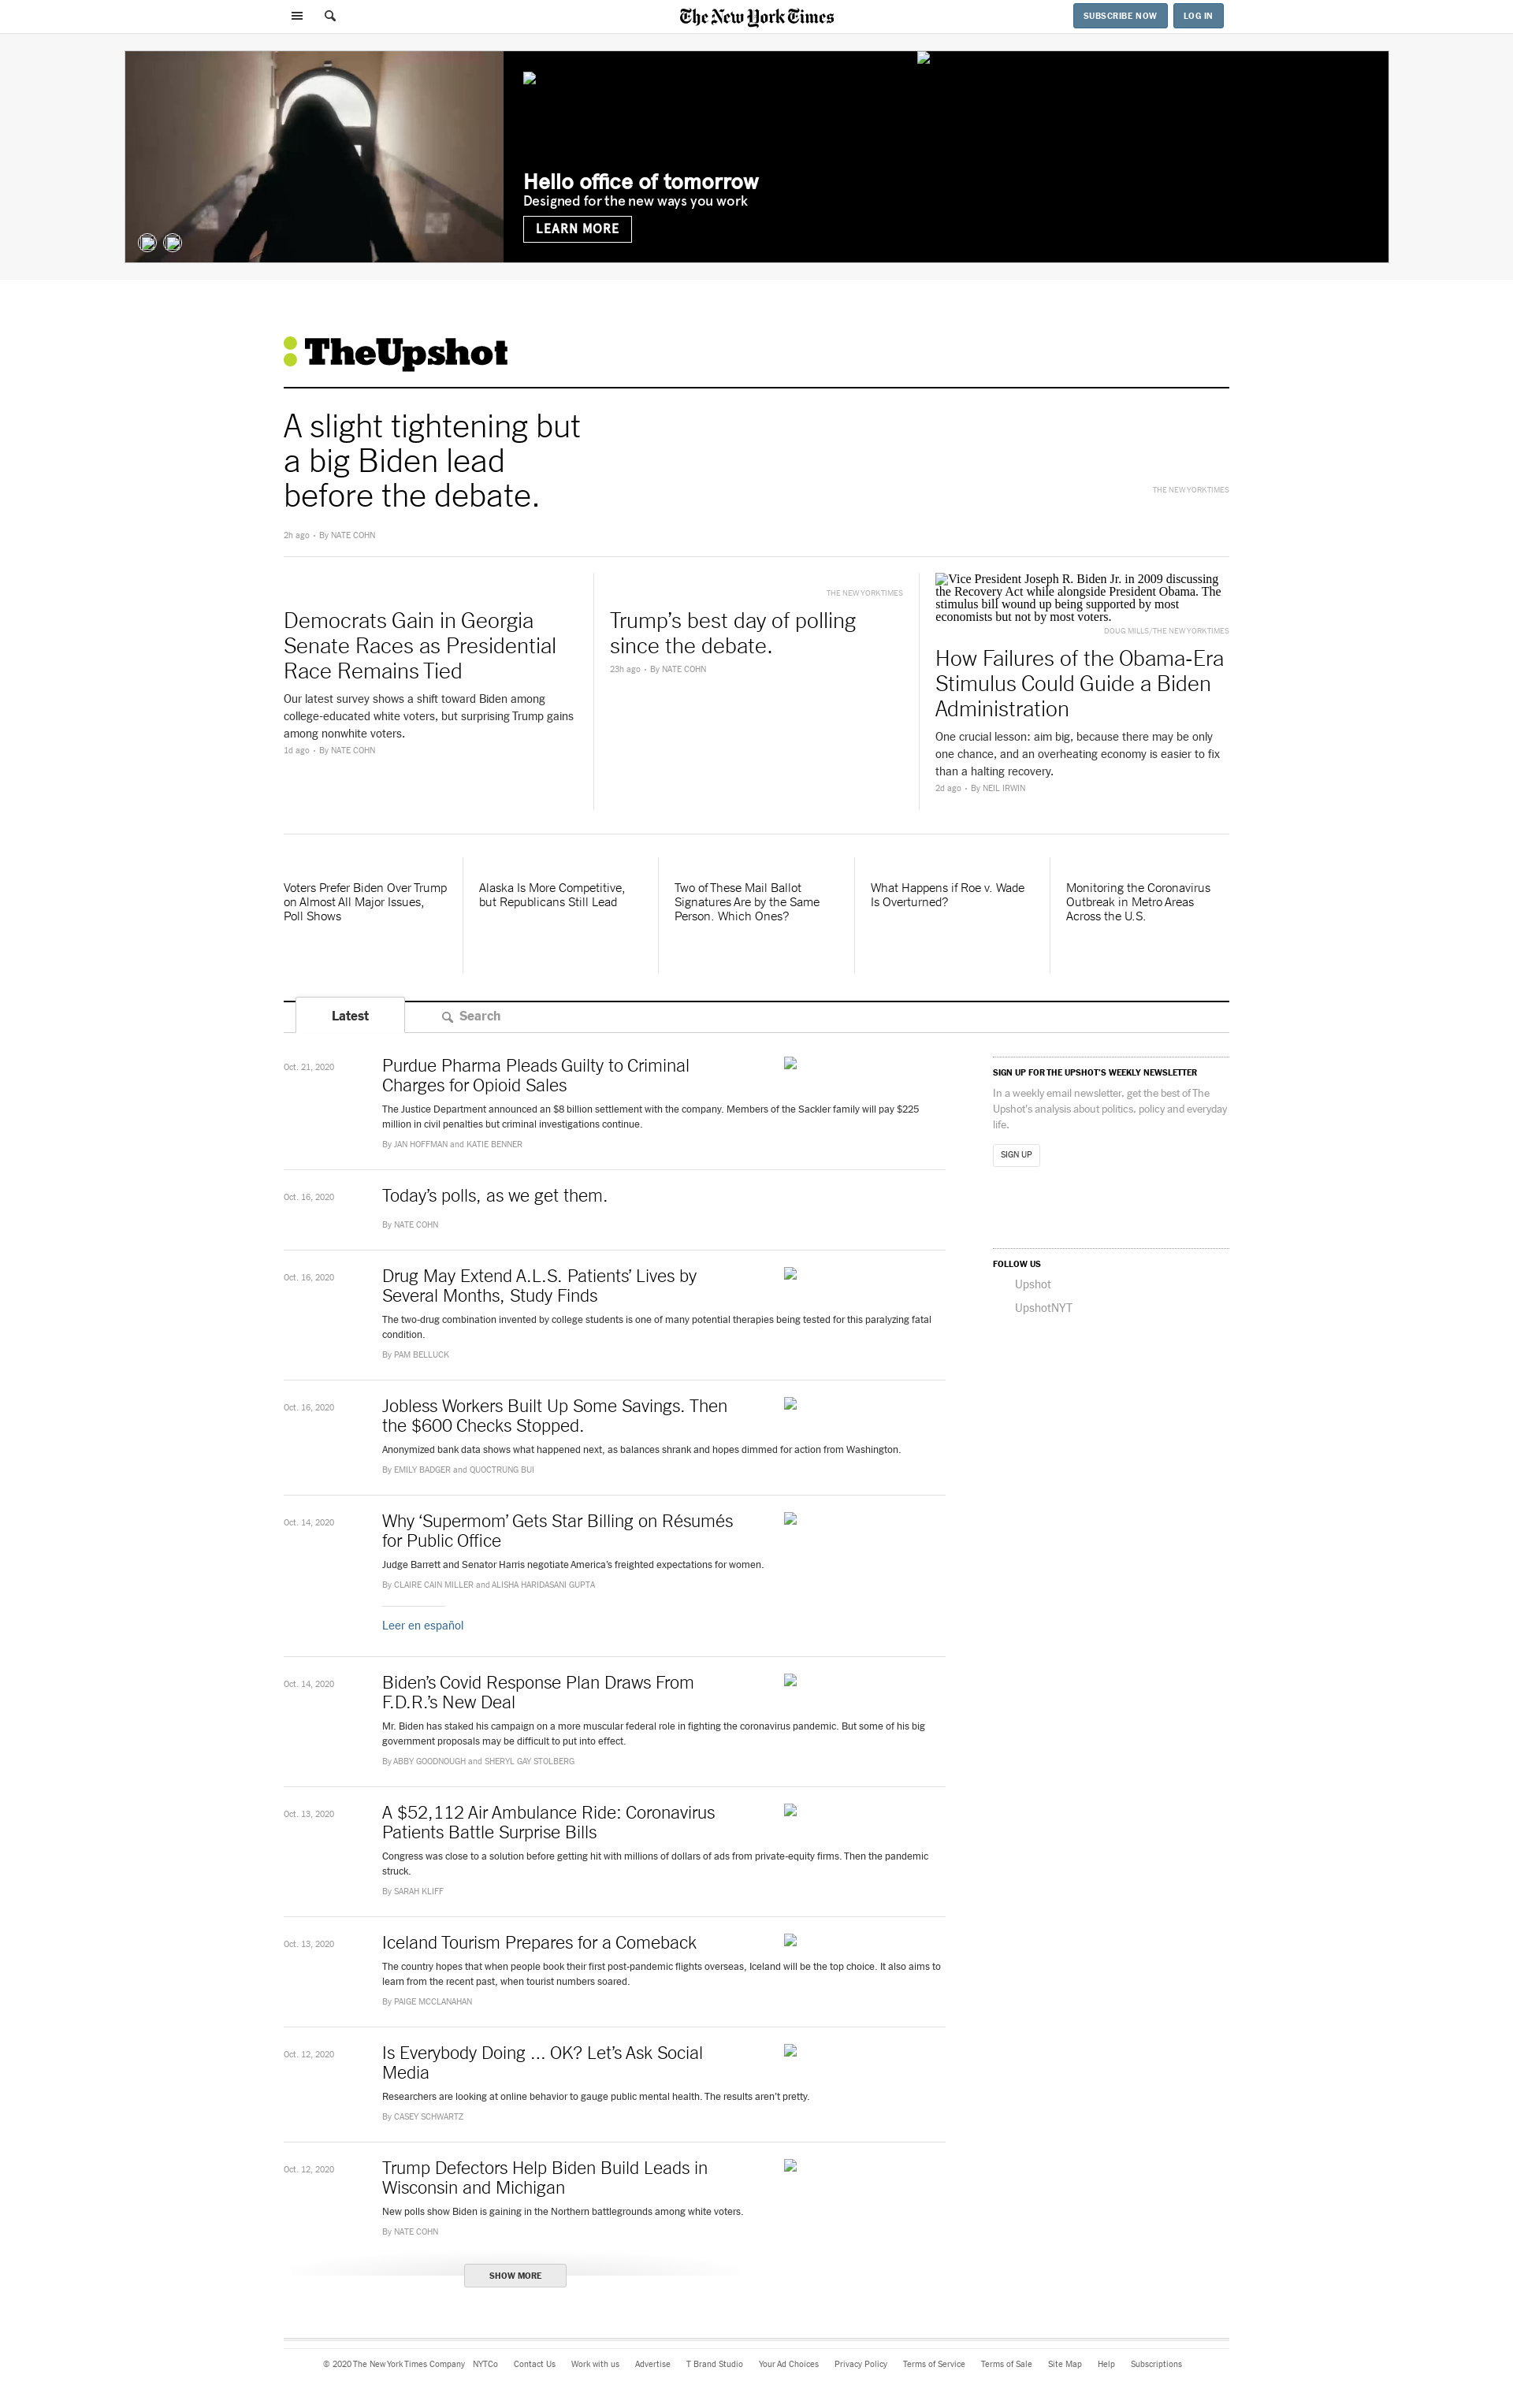 The New York Times
SUBSCRIBE NOW
LOG IN
Hello office of tomorrow
Designed for the new ways you work
LEARN MORE
TheUpshot
A slight tightening but
a big Biden lead
before the debate.
THE NEW YORK TIMES
2h ago • By NATE COHN
Democrats Gain in Georgia
Senate Races as Presidential
Race Remains Tied
Our latest survey shows a shift toward Biden among
college-educated white voters, but surprising Trump gains
among nonwhite voters.
1d ago • By NATE COHN
THE NEW YORK TIMES
Trump’s best day of polling
since the debate.
23h ago • By NATE COHN
Vice President Joseph R. Biden Jr. in 2009 discussing
the Recovery Act while alongside President Obama. The
stimulus bill wound up being supported by most
economists but not by most voters.
DOUG MILLS/THE NEW YORK TIMES
How Failures of the Obama-Era
Stimulus Could Guide a Biden
Administration
One crucial lesson: aim big, because there may be only
one chance, and an overheating economy is easier to fix
than a halting recovery.
2d ago • By NEIL IRWIN
Voters Prefer Biden Over Trump
on Almost All Major Issues,
Poll Shows
Alaska Is More Competitive,
but Republicans Still Lead
Two of These Mail Ballot
Signatures Are by the Same
Person. Which Ones?
What Happens if Roe v. Wade
Is Overturned?
Monitoring the Coronavirus
Outbreak in Metro Areas
Across the U.S.
Latest
Search
Oct. 21, 2020
Purdue Pharma Pleads Guilty to Criminal
Charges for Opioid Sales
The Justice Department announced an $8 billion settlement with the company. Members of the Sackler family will pay $225
million in civil penalties but criminal investigations continue.
By JAN HOFFMAN and KATIE BENNER
Oct. 16, 2020
Today’s polls, as we get them.
By NATE COHN
Oct. 16, 2020
Drug May Extend A.L.S. Patients’ Lives by
Several Months, Study Finds
The two-drug combination invented by college students is one of many potential therapies being tested for this paralyzing fatal
condition.
By PAM BELLUCK
Oct. 16, 2020
Jobless Workers Built Up Some Savings. Then
the $600 Checks Stopped.
Anonymized bank data shows what happened next, as balances shrank and hopes dimmed for action from Washington.
By EMILY BADGER and QUOCTRUNG BUI
Oct. 14, 2020
Why ‘Supermom’ Gets Star Billing on Résumés
for Public Office
Judge Barrett and Senator Harris negotiate America’s freighted expectations for women.
By CLAIRE CAIN MILLER and ALISHA HARIDASANI GUPTA
Leer en español
Oct. 14, 2020
Biden’s Covid Response Plan Draws From
F.D.R.’s New Deal
Mr. Biden has staked his campaign on a more muscular federal role in fighting the coronavirus pandemic. But some of his big
government proposals may be difficult to put into effect.
By ABBY GOODNOUGH and SHERYL GAY STOLBERG
Oct. 13, 2020
A $52,112 Air Ambulance Ride: Coronavirus
Patients Battle Surprise Bills
Congress was close to a solution before getting hit with millions of dollars of ads from private-equity firms. Then the pandemic
struck.
By SARAH KLIFF
Oct. 13, 2020
Iceland Tourism Prepares for a Comeback
The country hopes that when people book their first post-pandemic flights overseas, Iceland will be the top choice. It also aims to
learn from the recent past, when tourist numbers soared.
By PAIGE MCCLANAHAN
Oct. 12, 2020
Is Everybody Doing ... OK? Let’s Ask Social
Media
Researchers are looking at online behavior to gauge public mental health. The results aren’t pretty.
By CASEY SCHWARTZ
Oct. 12, 2020
Trump Defectors Help Biden Build Leads in
Wisconsin and Michigan
New polls show Biden is gaining in the Northern battlegrounds among white voters.
By NATE COHN
SHOW MORE
SIGN UP FOR THE UPSHOT’S WEEKLY NEWSLETTER
In a weekly email newsletter, get the best of The
Upshot’s analysis about politics, policy and everyday
life.
SIGN UP
FOLLOW US
Upshot
UpshotNYT
© 2020 The New York Times Company NYTCo Contact Us Work with us Advertise T Brand Studio Your Ad Choices Privacy Policy Terms of Service Terms of Sale Site Map Help Subscriptions